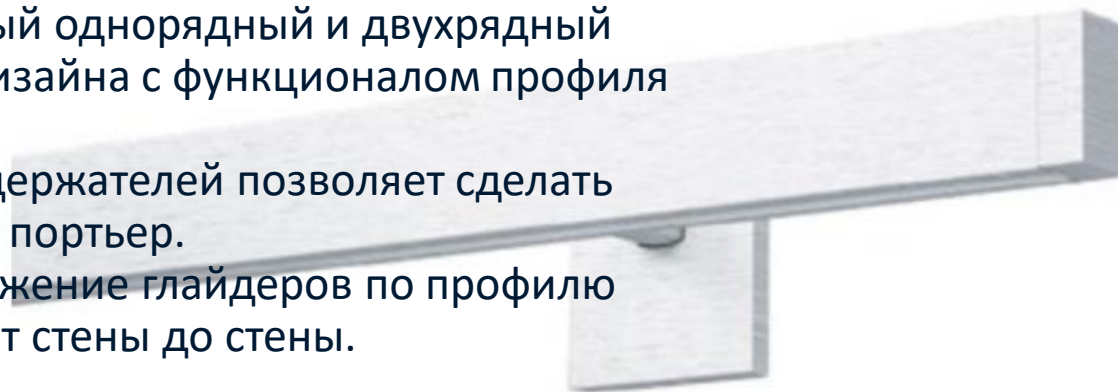 ый однорядный и двухрядный
изайна с функционалом профиля
держателей позволяет сделать
портьер.
жение глайдеров по профилю
т стены до стены.